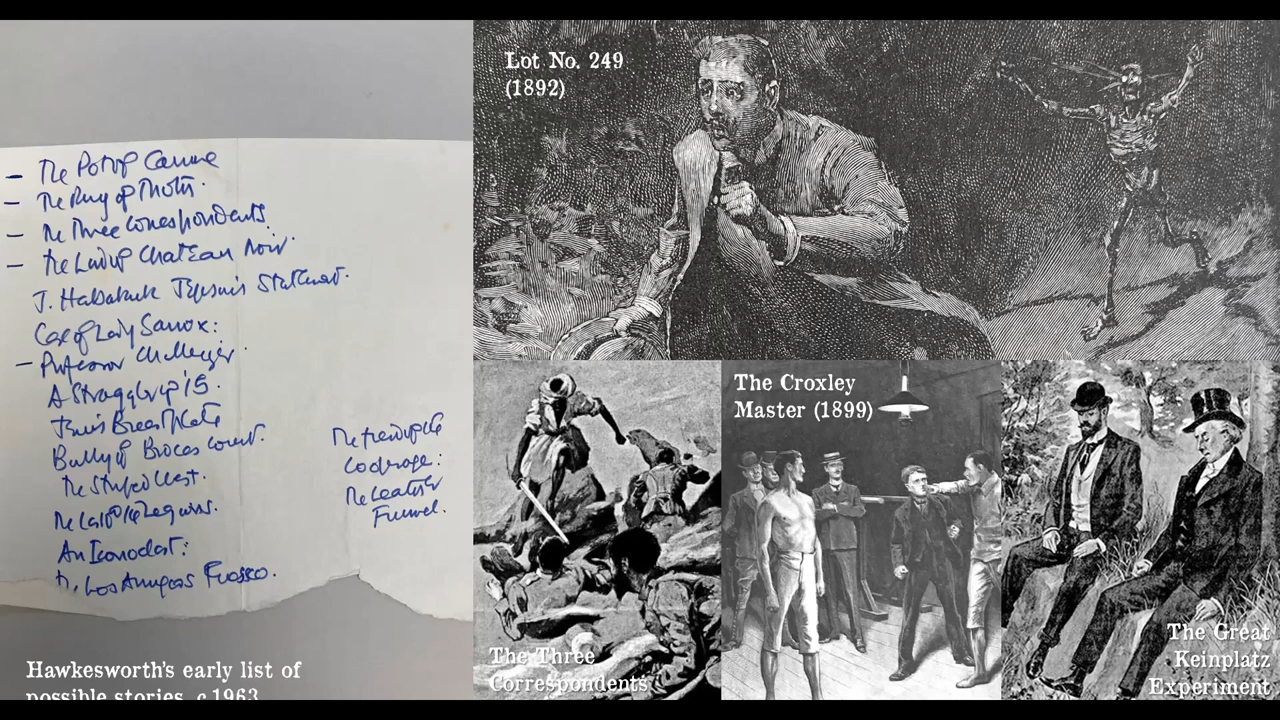 - The Pot of Caviare
- The Ring of Thoth.
- The Three Correspondents.
- The Lord of Chateau Noir.
J. Habakuk Jephson's Statement.
Case of Lady Sannox:
- Professor Challenger.
A Straggler of '15.
Jew's Breastplate
Bully of Brocas Court.
The Striped Chest.
The Last of the Legions.
An Iconoclast:
Los Amigos Fiasco.
The fiend of the
Cooperage:
The Leather
Funnel.
Hawkesworth's early list of
possible stories, c.1963
Lot No. 249
(1892)
The Three
Correspondents
The Croxley
Master (1899)
The Great
Keinplatz
Experiment